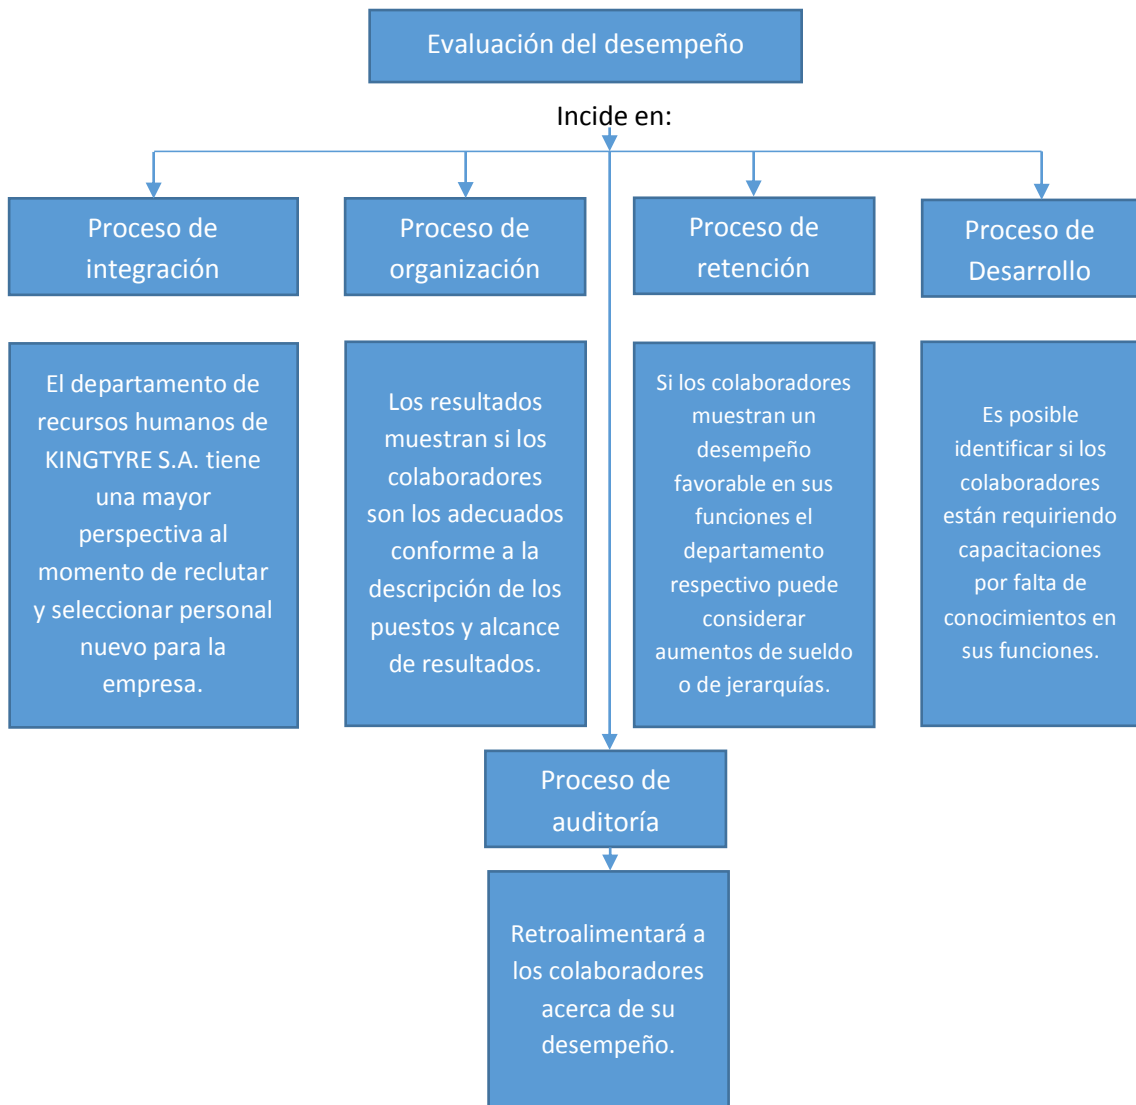 Evaluación del desempeño
Incide en:
Proceso de
integración
Proceso de
organización
Proceso de
retención
Proceso de
Desarrollo
El departamento de
recursos humanos de
KINGTYRE S.A. tiene
una mayor
perspectiva al
momento de reclutar
y seleccionar personal
nuevo para la
empresa.
Los resultados
muestran si los
colaboradores
son los adecuados
conforme a la
descripción de los
puestos y alcance
de resultados.
Si los colaboradores
muestran un
desempeño
favorable en sus
funciones el
departamento
respectivo puede
considerar
aumentos de sueldo
o de jerarquías.
Es posible
identificar si los
colaboradores
están requiriendo
capacitaciones
por falta de
conocimientos en
sus funciones.
Proceso de
auditoría
Retroalimentará a
los colaboradores
acerca de su
desempeño.